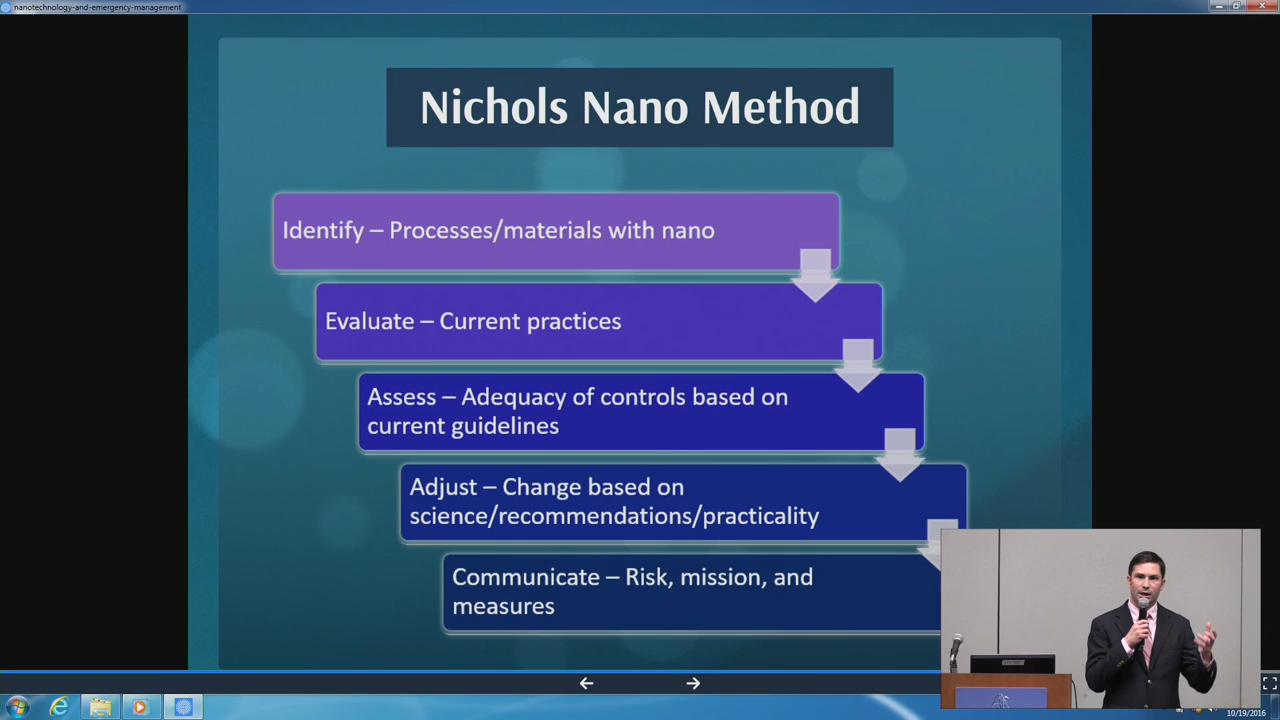 nanotechnology-and-emergency-management
Nichols Nano Method
Identify – Processes/materials with nano
Evaluate – Current practices
Assess – Adequacy of controls based on
current guidelines
Adjust – Change based on
science/recommendations/practicality
Communicate – Risk, mission, and
measures
10/19/2016